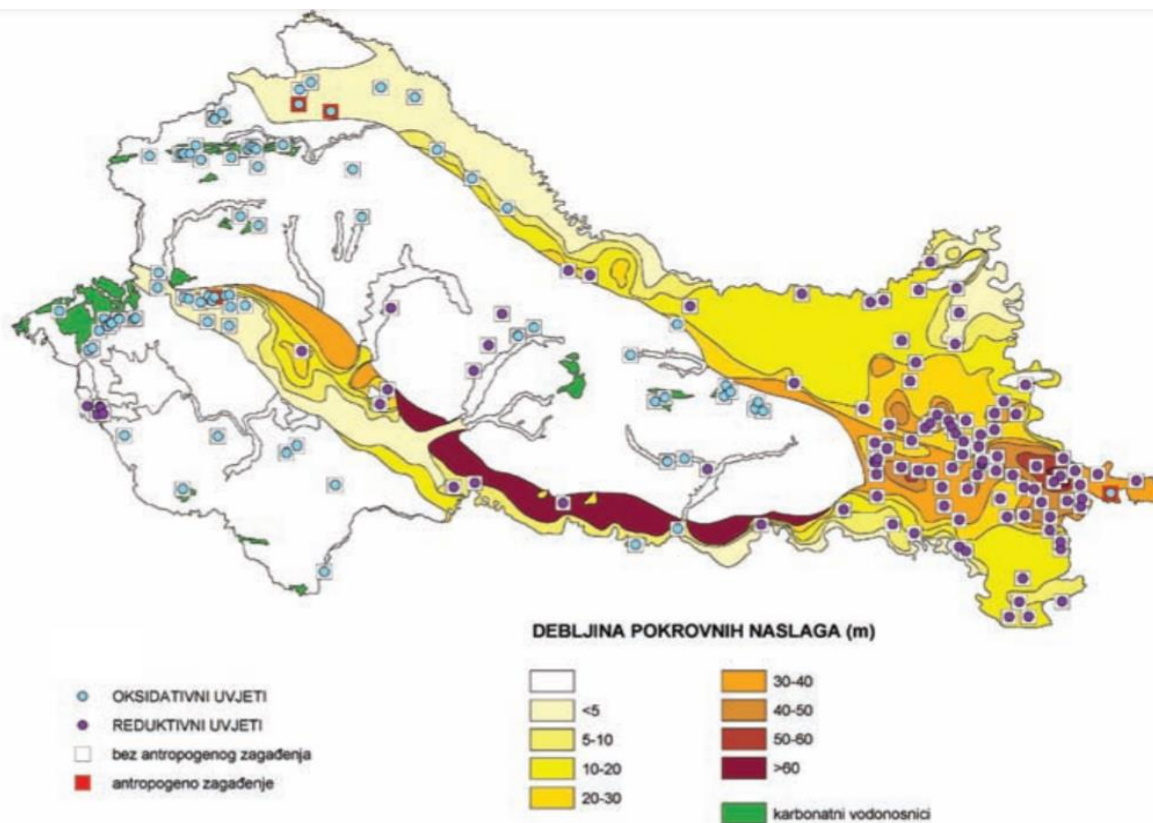 DEBLJINA POKROVNIH NASLAGA (m)
OKSIDATIVNI UVJETI
REDUKTIVNI UVJETI
bez antropogenog zagađenja
antropogeno zagađenje
<5
5-10
10-20
20-30
30-40
40-50
50-60
>60
karbonatni vodonosnici